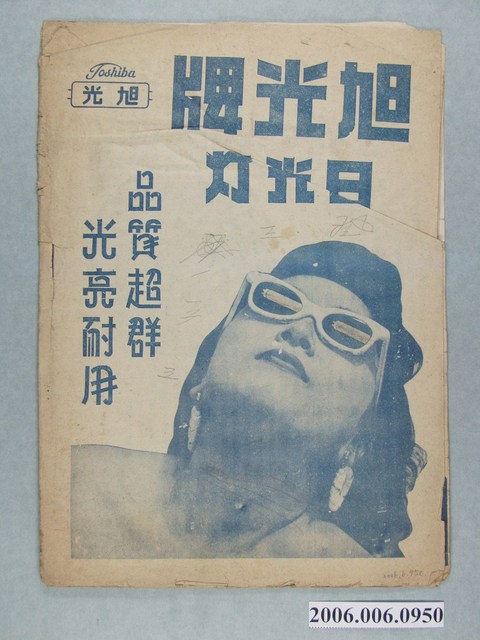 Toshiba
旭光
旭光牌
日光灯
品質超群
光亮耐用
2006.006.0950